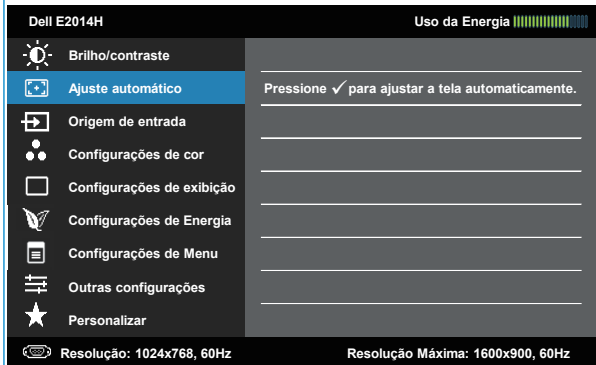 Dell E2014H Uso da Energia
Brilho/contraste
Ajuste automático Pressione ✓ para ajustar a tela automaticamente.
Origem de entrada
Configurações de cor
Configurações de exibição
Configurações de Energia
Configurações de Menu
Outras configurações
Personalizar
Resolução: 1024x768, 60Hz Resolução Máxima: 1600x900, 60Hz